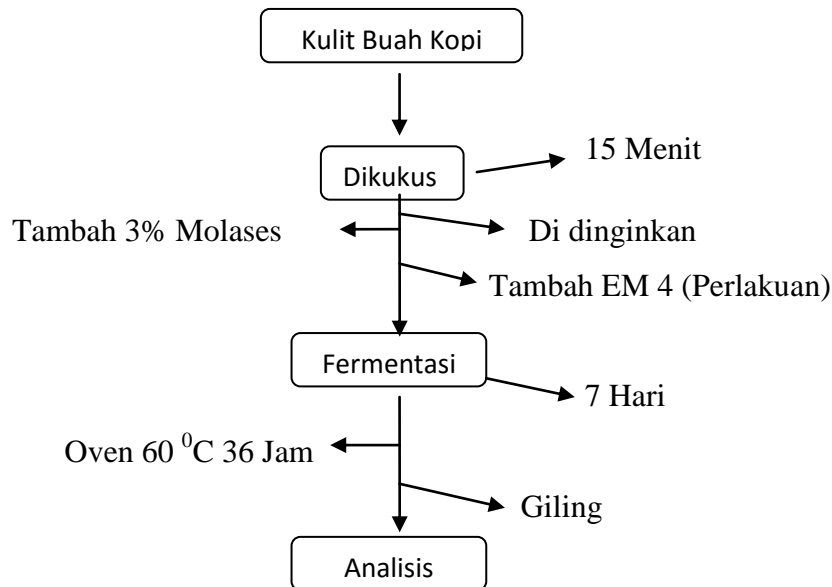 Kulit Buah Kopi
15 Menit
Dikukus
Tambah 3% Molases
Di dinginkan
Tambah EM 4 (Perlakuan)
Fermentasi
7 Hari
Oven 60 ⁰C 36 Jam
Giling
Analisis